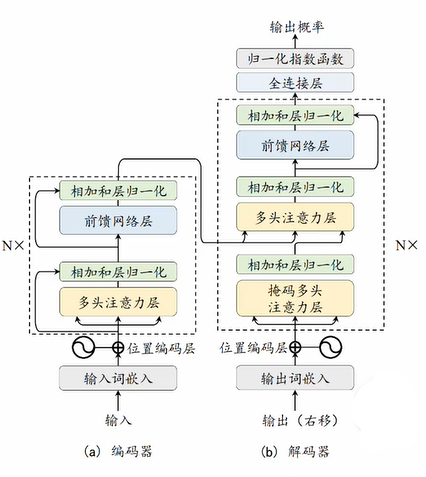 输出概率
归一化指数函数
全连接层
相加和层归一化
前馈网络层
相加和层归一化
多头注意力层
相加和层归一化
掩码多头
注意力层
N×
位置编码层
输出词嵌入
输出（右移）
(b) 解码器
相加和层归一化
前馈网络层
N×
相加和层归一化
多头注意力层
位置编码层
输入词嵌入
输入
(a) 编码器